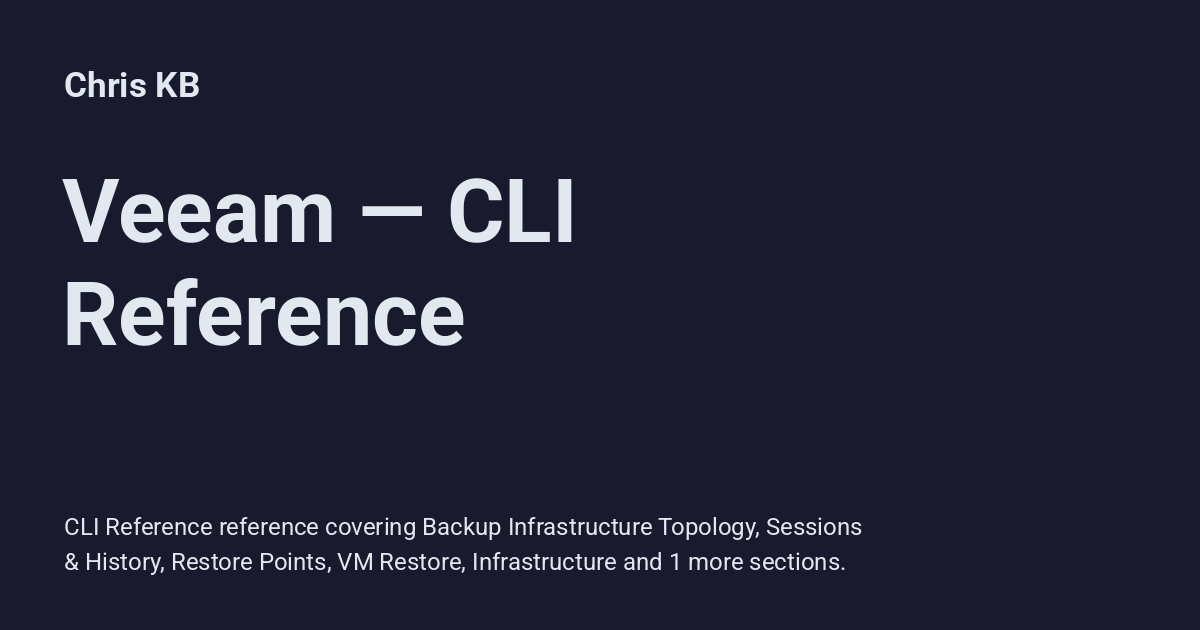 Chris KB
Veeam — CLI
Reference
CLI Reference reference covering Backup Infrastructure Topology, Sessions
& History, Restore Points, VM Restore, Infrastructure and 1 more sections.